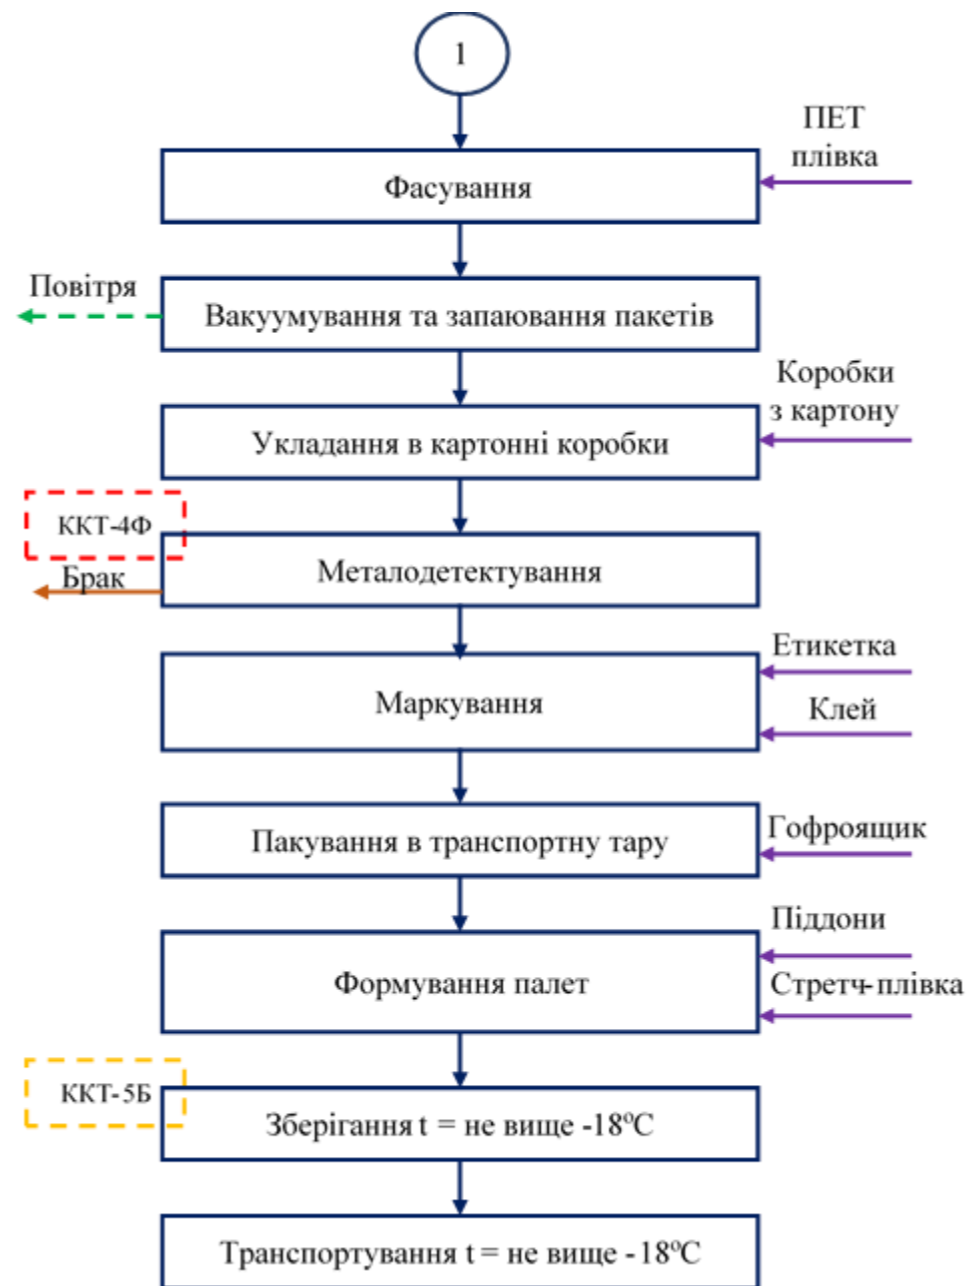 1
ПЕТ
плівка
Фасування
Повітря
Вакуумування та запаювання пакетів
Коробки
з картону
Укладання в картонні коробки
ККТ-4Ф
Металодетектування
Брак
Етикетка
Маркування
Клей
Гофроящик
Пакування в транспортну тару
Піддони
Формування палет
Стретч-плівка
ККТ-5Б
Зберігання t = не вище -18°C
Транспортування t = не вище -18°C